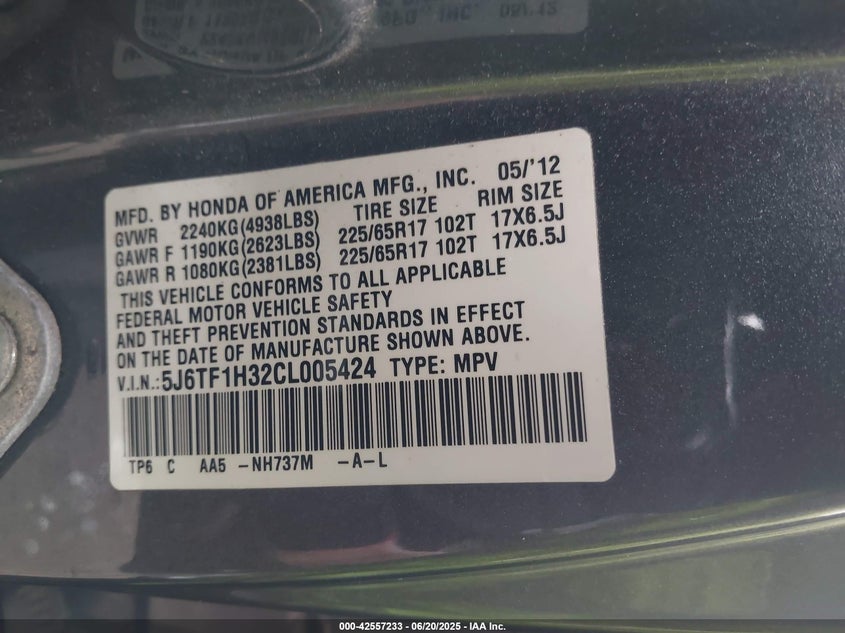 MFD. BY HONDA OF AMERICA MFG., INC. 05/'12
GVWR 2240KG(4938LBS) TIRE SIZE RIM SIZE
GAWR F 1190KG(2623LBS) 225/65R17 102T 17X6.5J
GAWR R 1080KG(2381LBS) 225/65R17 102T 17X6.5J
THIS VEHICLE CONFORMS TO ALL APPLICABLE
FEDERAL MOTOR VEHICLE SAFETY
AND THEFT PREVENTION STANDARDS IN EFFECT
ON THE DATE OF MANUFACTURE SHOWN ABOVE.
V.I.N.:5J6TF1H32CL005424 TYPE: MPV
TP6 C AA5 -NH737M -A-L
000-42557233 - 06/20/2025 - IAA Inc.